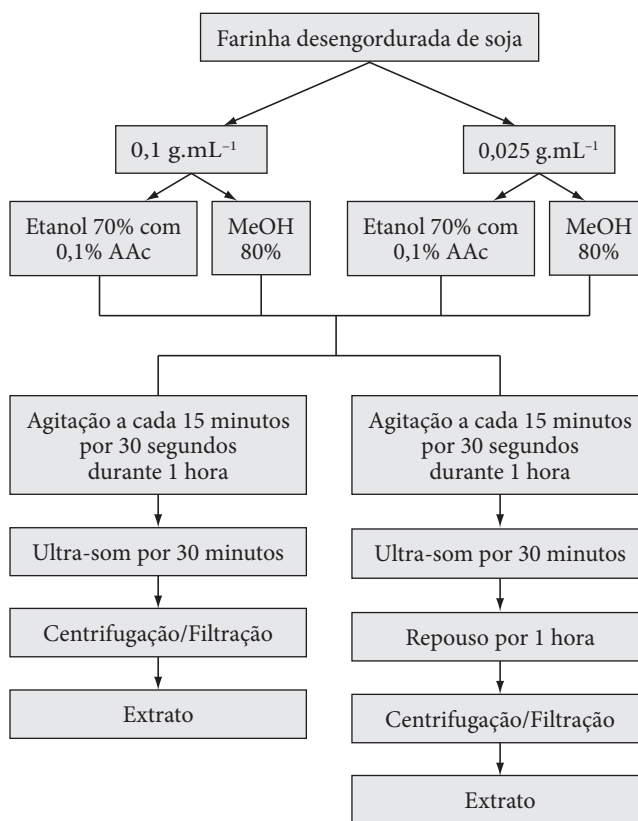 Farinha desengordurada de soja
0,1 g.mL⁻¹
0,025 g.mL⁻¹
Etanol 70% com
0,1% AAc
MeOH
80%
Etanol 70% com
0,1% AAc
MeOH
80%
Agitação a cada 15 minutos
por 30 segundos
durante 1 hora
Ultra-som por 30 minutos
Centrifugação/Filtração
Extrato
Agitação a cada 15 minutos
por 30 segundos
durante 1 hora
Ultra-som por 30 minutos
Repouso por 1 hora
Centrifugação/Filtração
Extrato